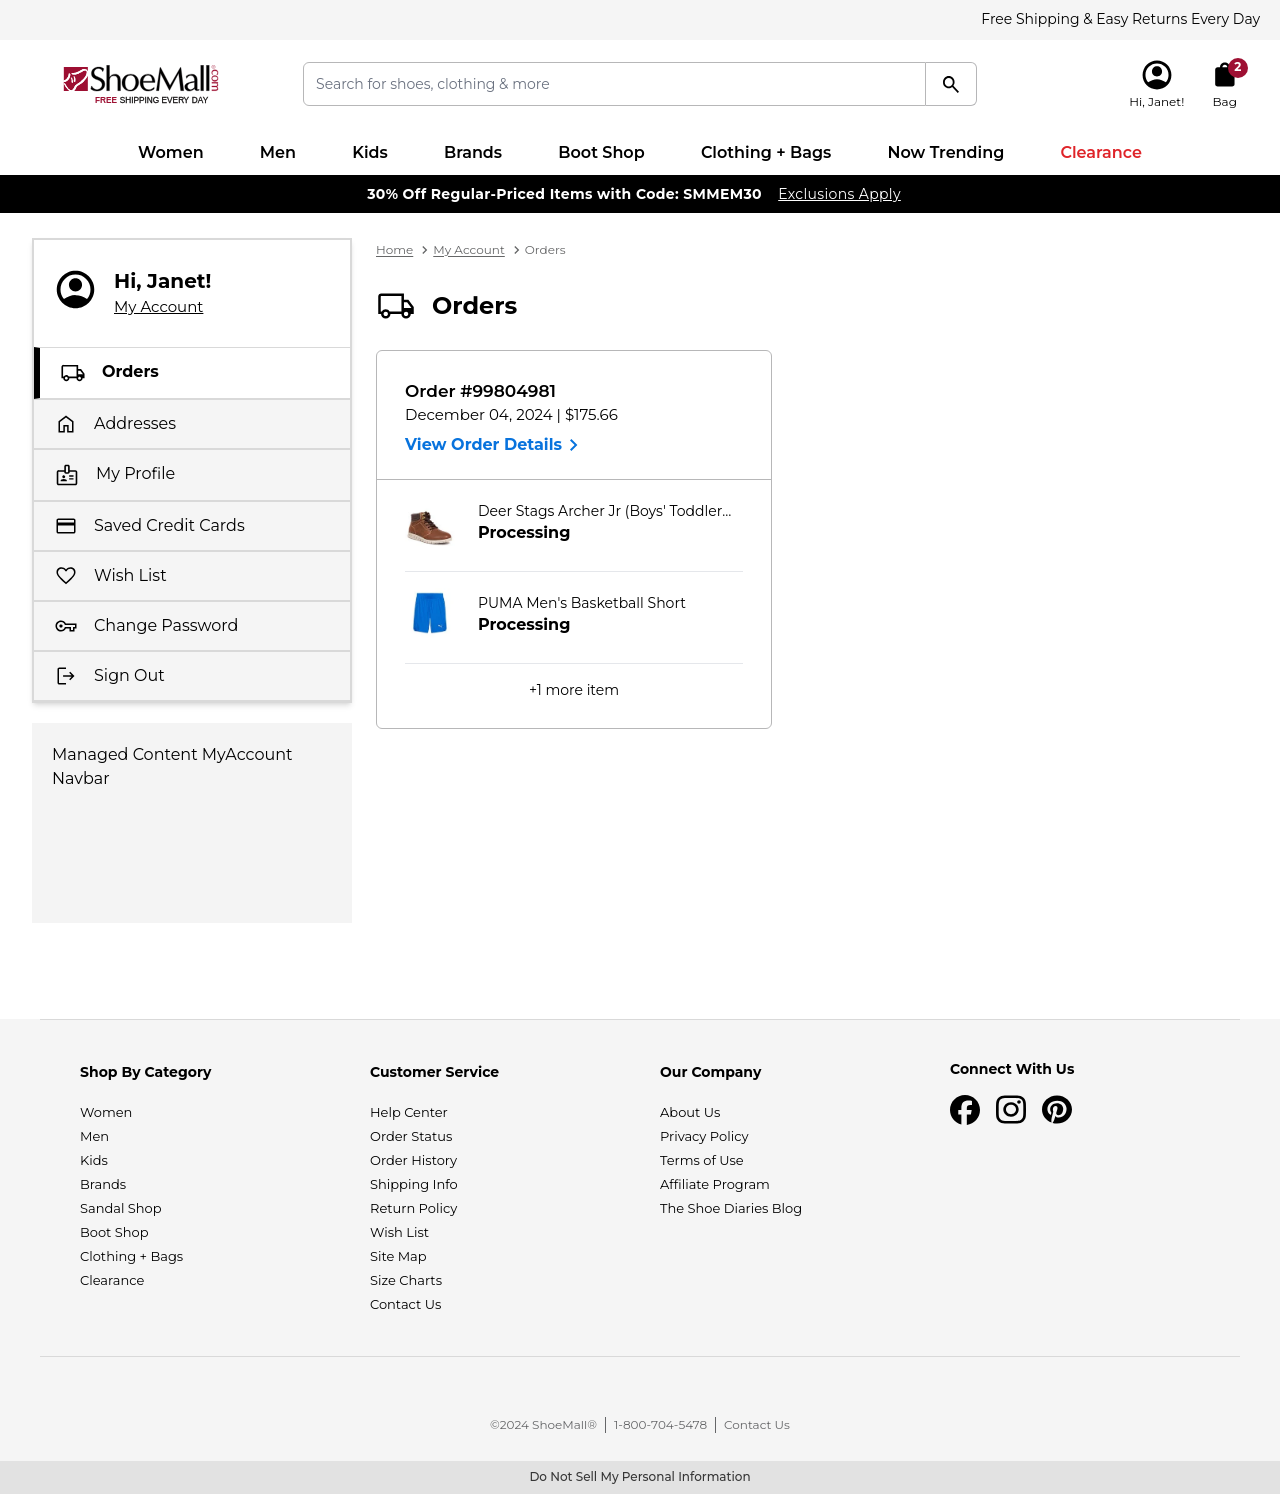 Free Shipping & Easy Returns Every Day
ShoeMall.com
FREE SHIPPING EVERY DAY
Search for shoes, clothing & more
Hi, Janet!
2
Bag
Women Men Kids Brands Boot Shop Clothing + Bags Now Trending Clearance
30% Off Regular-Priced Items with Code: SMMEM30 Exclusions Apply
Hi, Janet!
My Account
Orders
Addresses
My Profile
Saved Credit Cards
Wish List
Change Password
Sign Out
Managed Content MyAccount
Navbar
Home > My Account > Orders
Orders
Order #99804981
December 04, 2024 | $175.66
View Order Details >
Deer Stags Archer Jr (Boys' Toddler...
Processing
PUMA Men's Basketball Short
Processing
+1 more item
Shop By Category
Women
Men
Kids
Brands
Sandal Shop
Boot Shop
Clothing + Bags
Clearance
Customer Service
Help Center
Order Status
Order History
Shipping Info
Return Policy
Wish List
Site Map
Size Charts
Contact Us
Our Company
About Us
Privacy Policy
Terms of Use
Affiliate Program
The Shoe Diaries Blog
Connect With Us
©2024 ShoeMall® | 1-800-704-5478 | Contact Us
Do Not Sell My Personal Information